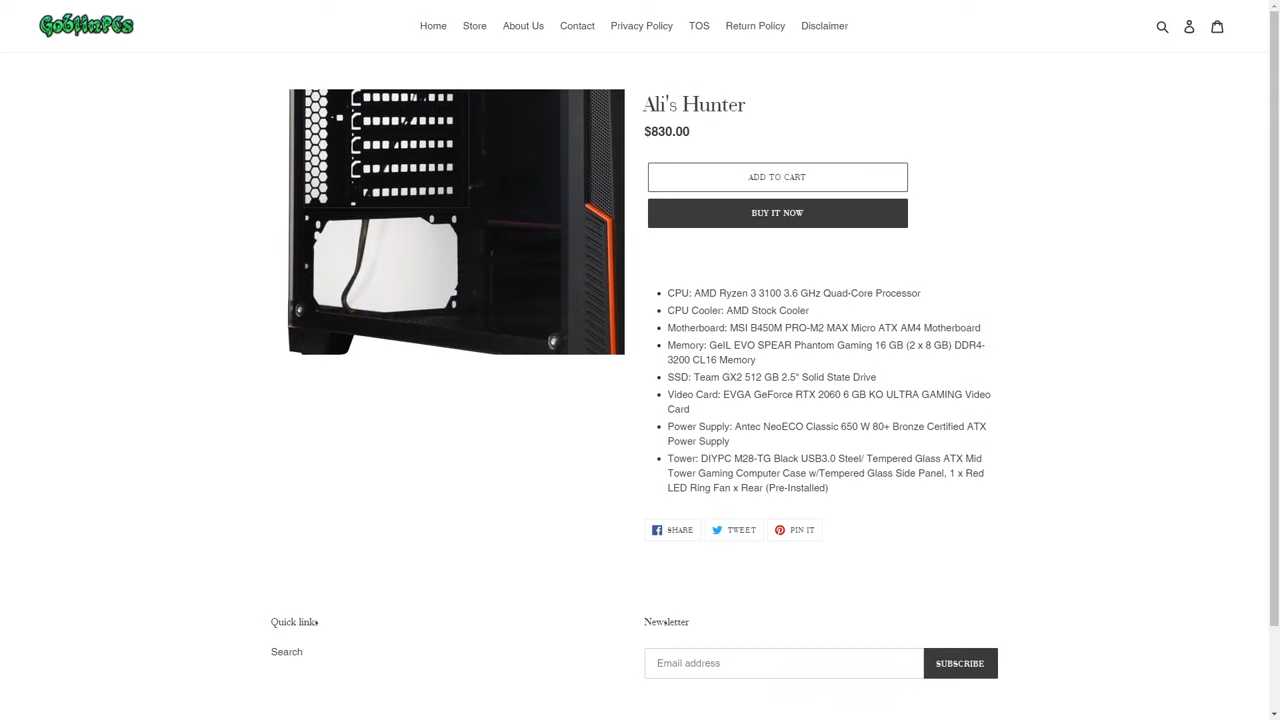 Go6linPCs
Home Store About Us Contact Privacy Policy TOS Return Policy Disclaimer
Ali's Hunter
$830.00
ADD TO CART
BUY IT NOW
CPU: AMD Ryzen 3 3100 3.6 GHz Quad-Core Processor
CPU Cooler: AMD Stock Cooler
Motherboard: MSI B450M PRO-M2 MAX Micro ATX AM4 Motherboard
Memory: GeIL EVO SPEAR Phantom Gaming 16 GB (2 x 8 GB) DDR4-
3200 CL16 Memory
SSD: Team GX2 512 GB 2.5" Solid State Drive
Video Card: EVGA GeForce RTX 2060 6 GB KO ULTRA GAMING Video
Card
Power Supply: Antec NeoECO Classic 650 W 80+ Bronze Certified ATX
Power Supply
Tower: DIYPC M28-TG Black USB3.0 Steel/ Tempered Glass ATX Mid
Tower Gaming Computer Case w/Tempered Glass Side Panel, 1 x Red
LED Ring Fan x Rear (Pre-Installed)
SHARE TWEET PIN IT
Quick links
Search
Newsletter
Email address SUBSCRIBE